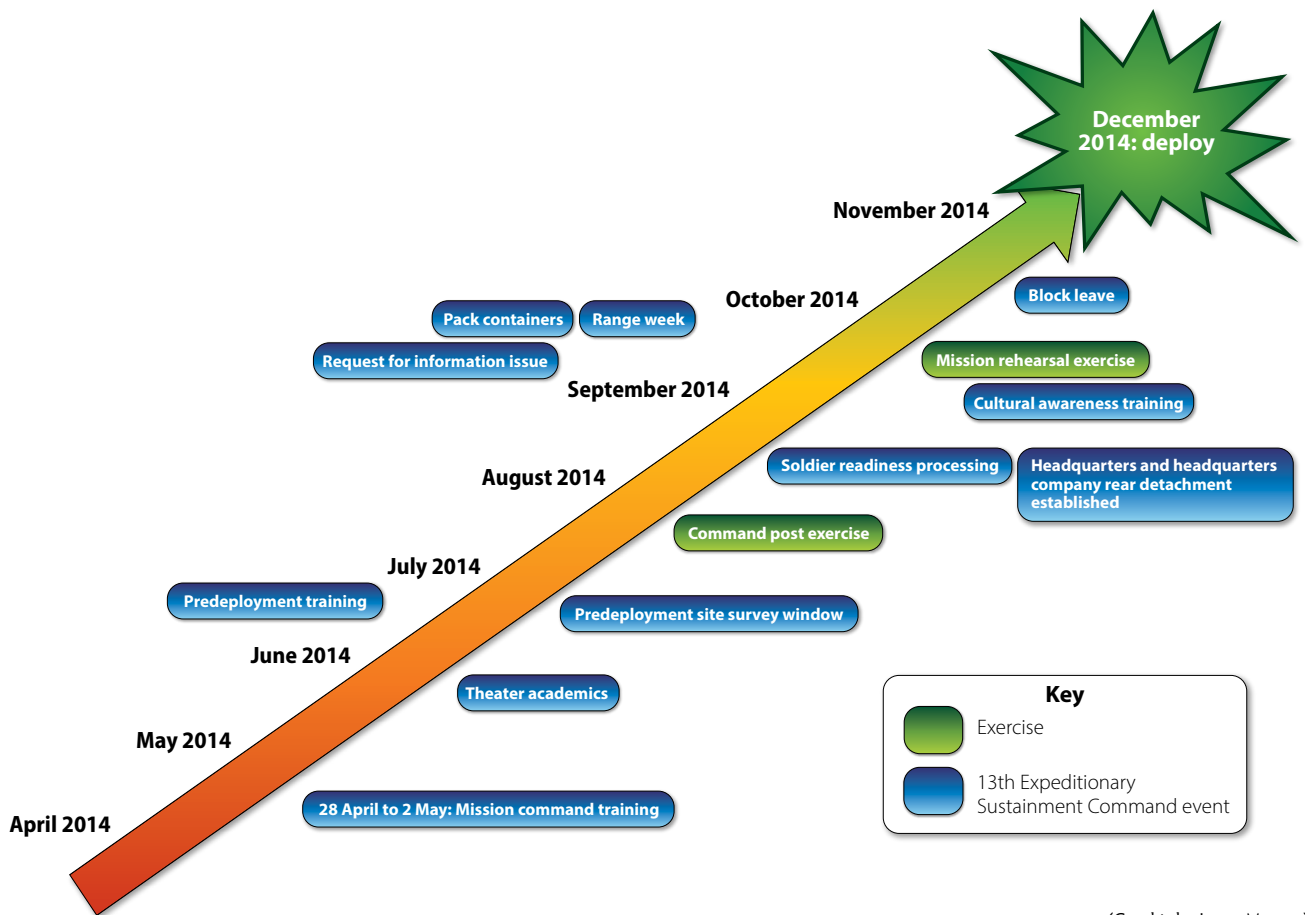 December
2014: deploy
November 2014
October 2014
Block leave
Pack containers
Range week
Request for information issue
Mission rehearsal exercise
September 2014
Cultural awareness training
August 2014
Soldier readiness processing
Headquarters and headquarters
company rear detachment
established
Command post exercise
July 2014
Predeployment training
Predeployment site survey window
June 2014
Theater academics
May 2014
28 April to 2 May: Mission command training
April 2014
Key
Exercise
13th Expeditionary
Sustainment Command event